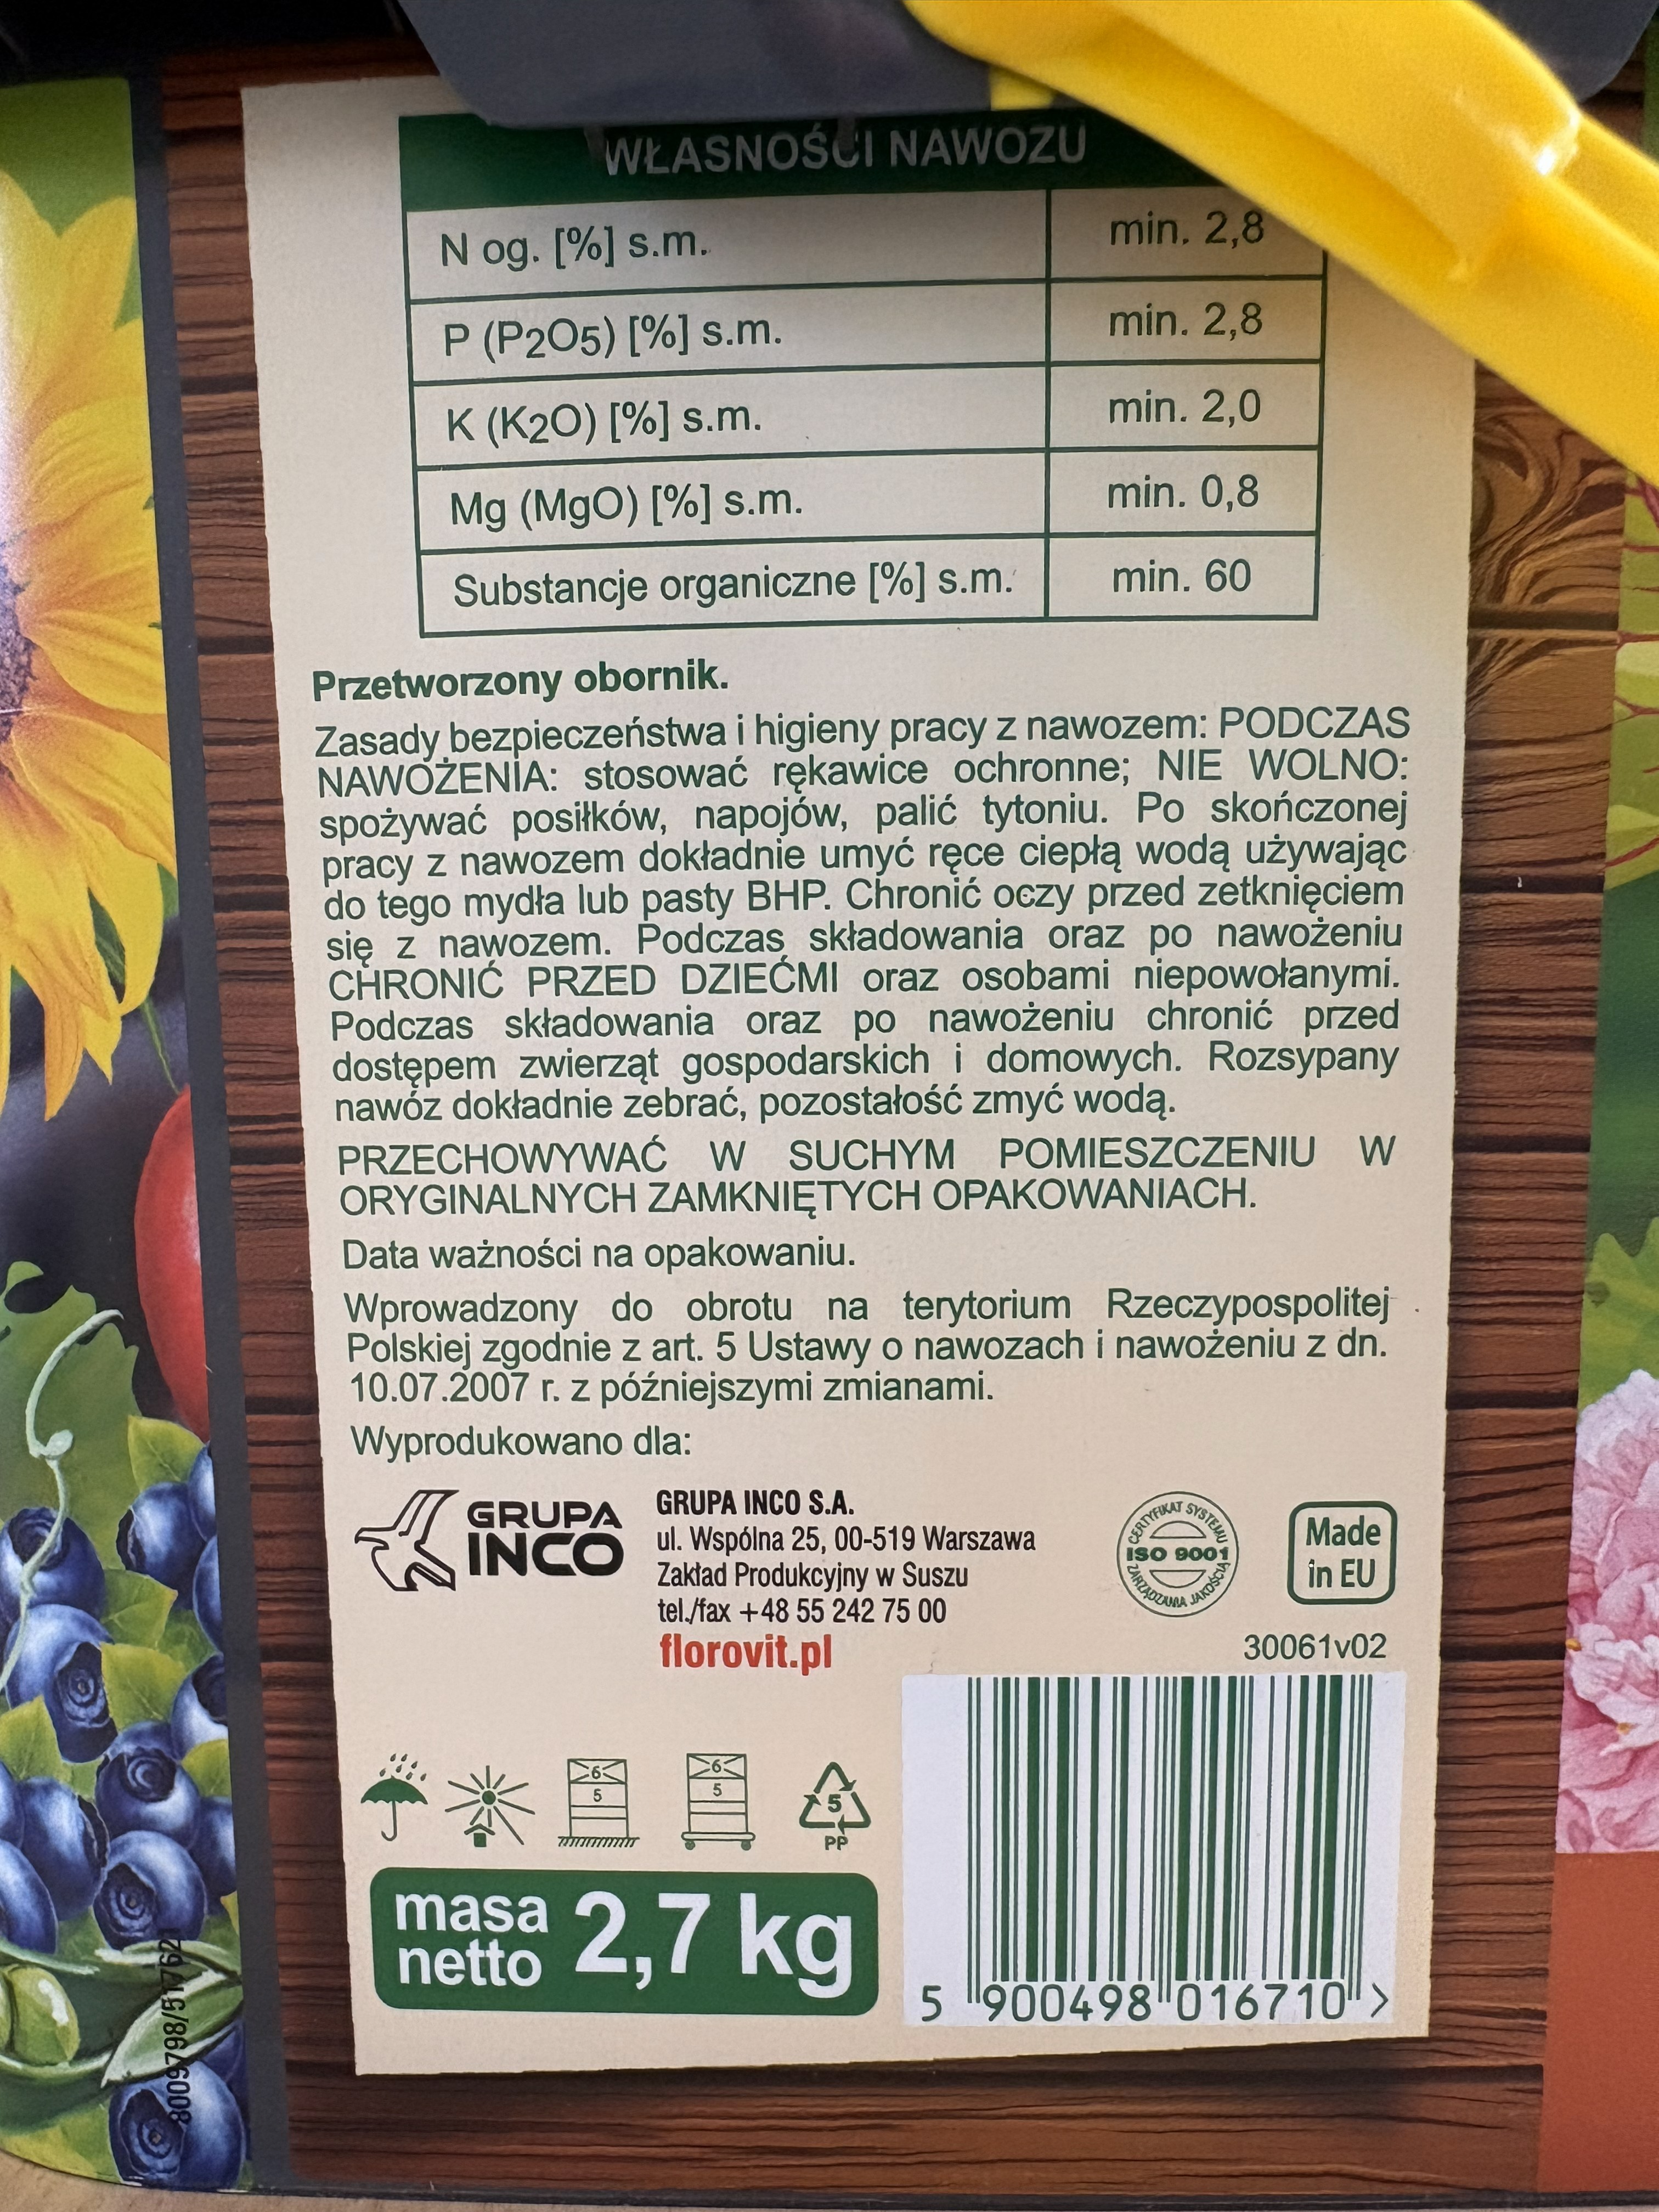 WŁASNOŚCI NAWOZU
N og. [%] s.m. min. 2,8
P (P2O5) [%] s.m. min. 2,8
K (K2O) [%] s.m. min. 2,0
Mg (MgO) [%] s.m. min. 0,8
Substancje organiczne [%] s.m. min. 60
Przetworzony obornik.
Zasady bezpieczeństwa i higieny pracy z nawozem: PODCZAS
NAWOŻENIA: stosować rękawice ochronne; NIE WOLNO:
spożywać posiłków, napojów, palić tytoniu. Po skończonej
pracy z nawozem dokładnie umyć ręce ciepłą wodą używając
do tego mydła lub pasty BHP. Chronić oczy przed zetknięciem
się z nawozem. Podczas składowania oraz po nawożeniu
CHRONIĆ PRZED DZIEĆMI oraz osobami niepowołanymi.
Podczas składowania oraz po nawożeniu chronić przed
dostępem zwierząt gospodarskich i domowych. Rozsypany
nawóz dokładnie zebrać, pozostałość zmyć wodą.
PRZECHOWYWAĆ W SUCHYM POMIESZCZENIU W
ORYGINALNYCH ZAMKNIĘTYCH OPAKOWANIACH.
Data ważności na opakowaniu.
Wprowadzony do obrotu na terytorium Rzeczypospolitej
Polskiej zgodnie z art. 5 Ustawy o nawozach i nawożeniu z dn.
10.07.2007 r. z późniejszymi zmianami.
Wyprodukowano dla:
GRUPA
INCO
GRUPA INCO S.A.
ul. Wspólna 25, 00-519 Warszawa
Zakład Produkcyjny w Suszu
tel./fax +48 55 242 75 00
florovit.pl
CERTYFIKAT SYSTEMU
ISO 9001
ZARZĄDZANIA JAKOŚCIĄ
Made
in EU
30061v02
6
5
6
5
5
PP
masa
netto 2,7 kg
5 900498 016710 >
8009798/51762